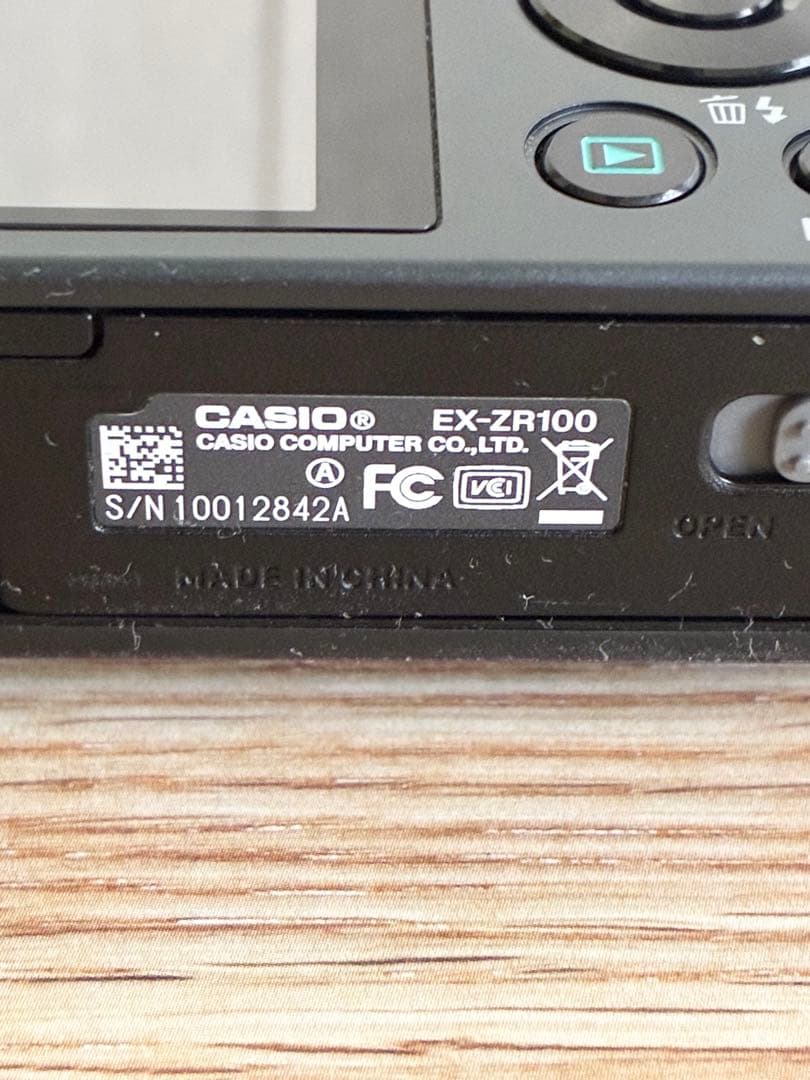 CASIO® EX-ZR100
CASIO COMPUTER CO.,LTD.
A FC VCI
S/N 10012842A
OPEN
MADE IN CHINA